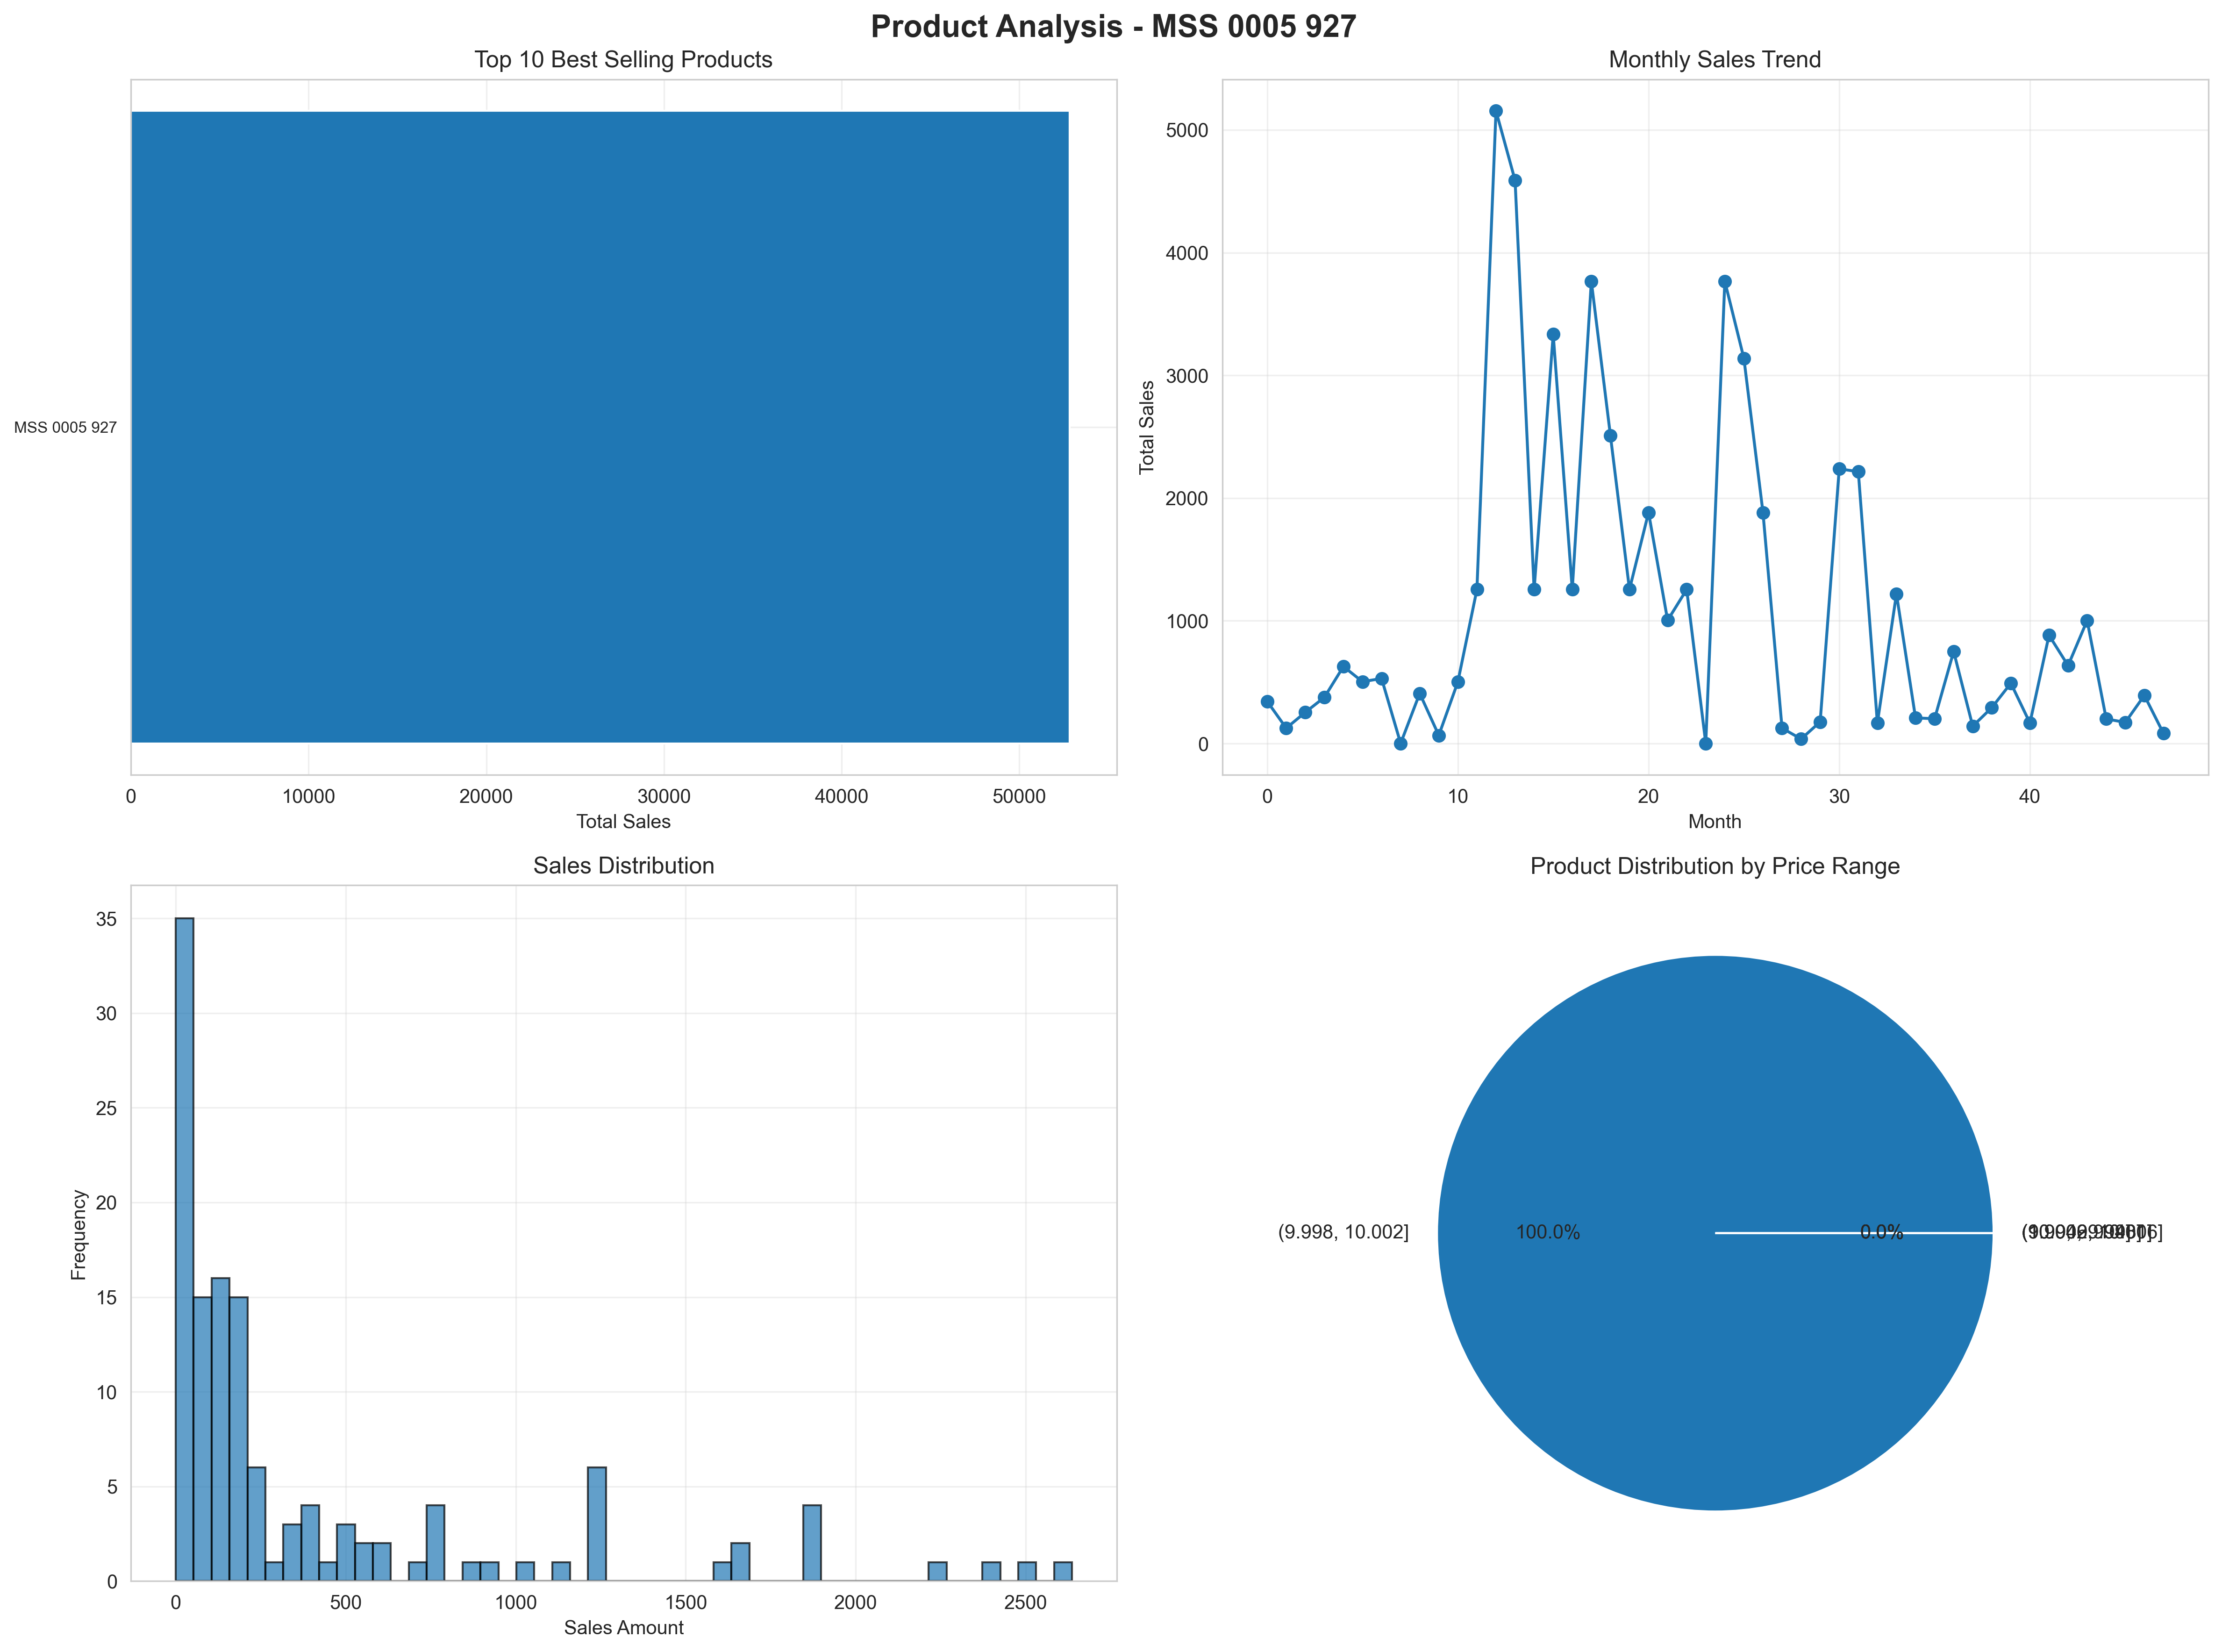 Product Analysis - MSS 0005 927
Top 10 Best Selling Products
MSS 0005 927
0 10000 20000 30000 40000 50000
Total Sales
Monthly Sales Trend
5000
4000
3000
2000
1000
0
Total Sales
0 10 20 30 40
Month
Sales Distribution
35
30
25
20
15
10
5
0
Frequency
0 500 1000 1500 2000 2500
Sales Amount
Product Distribution by Price Range
(9.998, 10.002] 100.0% 0.0%